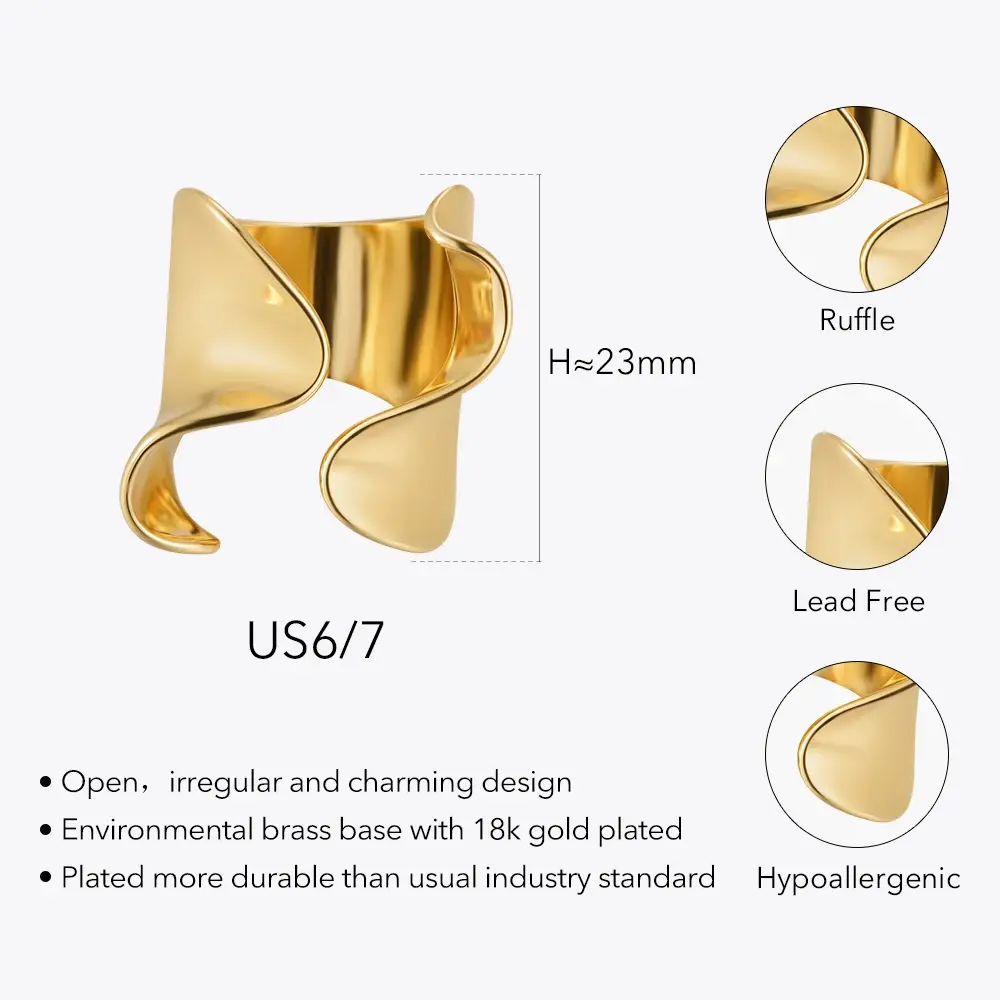 H≈23mm
US6/7
• Open，irregular and charming design
• Environmental brass base with 18k gold plated
• Plated more durable than usual industry standard
Ruffle
Lead Free
Hypoallergenic